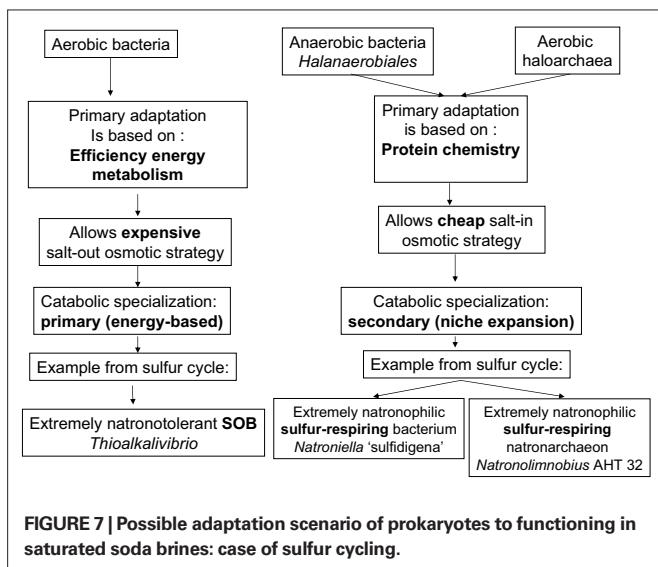 Aerobic bacteria
Primary adaptation
Is based on :
Efficiency energy
metabolism
Allows expensive
salt-out osmotic strategy
Catabolic specialization:
primary (energy-based)
Example from sulfur cycle:
Extremely natronotolerant SOB
Thioalkalivibrio
Anaerobic bacteria
Halanaerobiales
Aerobic
haloarchaea
Primary adaptation
is based on :
Protein chemistry
Allows cheap salt-in
osmotic strategy
Catabolic specialization:
secondary (niche expansion)
Example from sulfur cycle:
Extremely natronophilic
sulfur-respiring bacterium
Natroniella ‘sulfidigena’
Extremely natronophilic
sulfur-respiring
natronarchaeon
Natronolimnobius AHT 32
FIGURE 7 | Possible adaptation scenario of prokaryotes to functioning in
saturated soda brines: case of sulfur cycling.